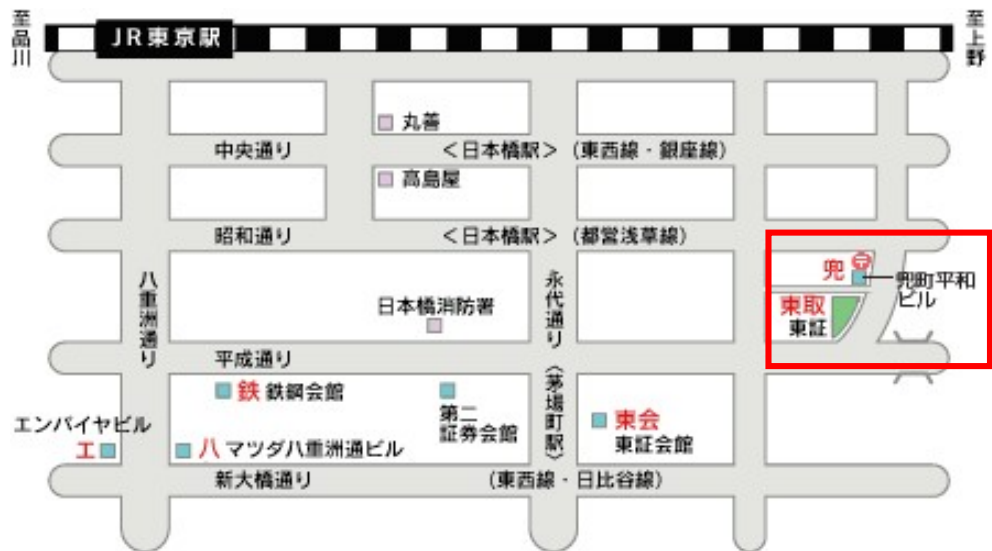 至品川
JR東京駅
至上野
丸善
中央通り
<日本橋駅>(東西線・銀座線)
高島屋
昭和通り
<日本橋駅>(都営浅草線)
八重洲通り
永代通り
<茅場町駅>
日本橋消防署
兜
〒
兜町平和
ビル
東取
東証
平成通り
鉄 鉄鋼会館
第二
証券会館
東会
東証会館
エンパイヤビル
エ
八 マツダ八重洲通ビル
新大橋通り
(東西線・日比谷線)